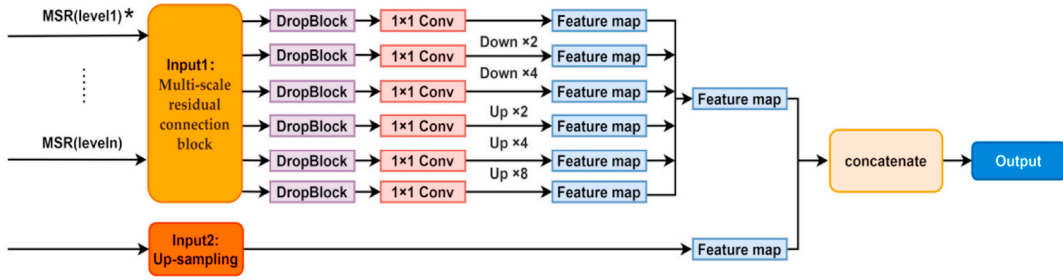 MSR(level1)*
MSR(leveln)
Input1:
Multi-scale
residual
connection
block
DropBlock
1×1 Conv
Feature map
DropBlock
1×1 Conv
Down ×2
Feature map
DropBlock
1×1 Conv
Down ×4
Feature map
DropBlock
1×1 Conv
Up ×2
Feature map
DropBlock
1×1 Conv
Up ×4
Feature map
DropBlock
1×1 Conv
Up ×8
Feature map
Feature map
Input2:
Up-sampling
Feature map
concatenate
Output